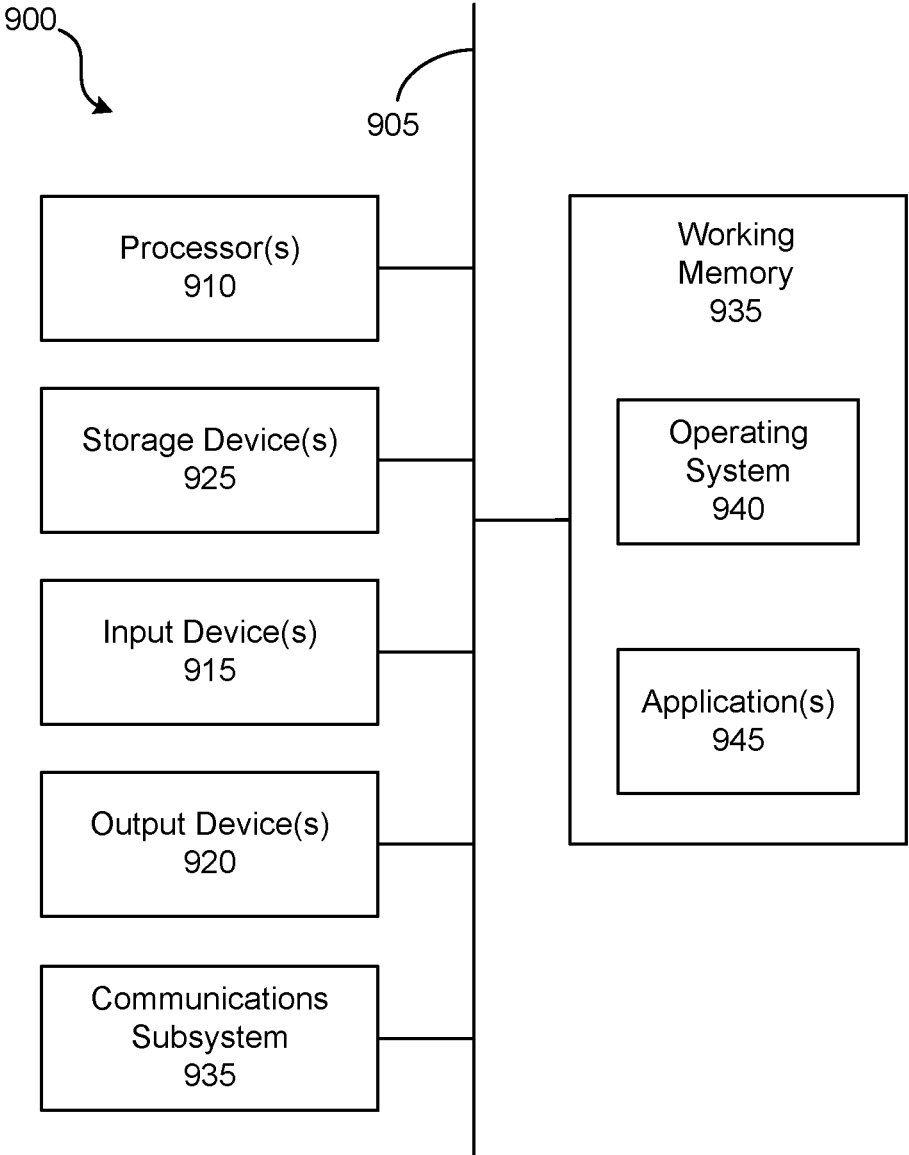 900
905
Processor(s)
910
Storage Device(s)
925
Input Device(s)
915
Output Device(s)
920
Communications
Subsystem
935
Working
Memory
935
Operating
System
940
Application(s)
945